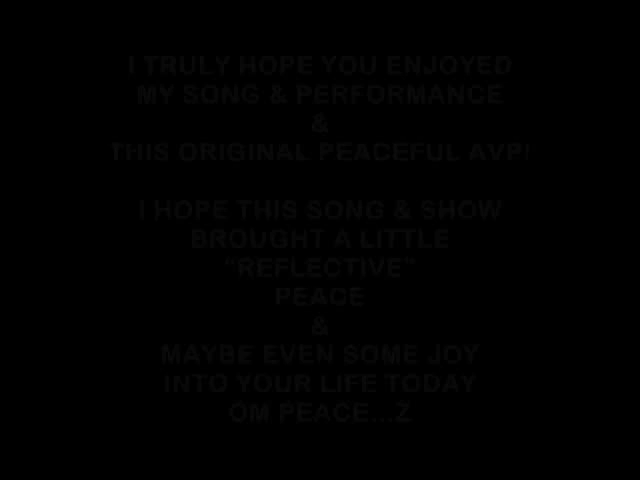 I TRULY HOPE YOU ENJOYED
MY SONG & PERFORMANCE
&
THIS ORIGINAL PEACEFUL AVP!
I HOPE THIS SONG & SHOW
BROUGHT A LITTLE
“REFLECTIVE”
PEACE
&
MAYBE EVEN SOME JOY
INTO YOUR LIFE TODAY
OM PEACE...Z